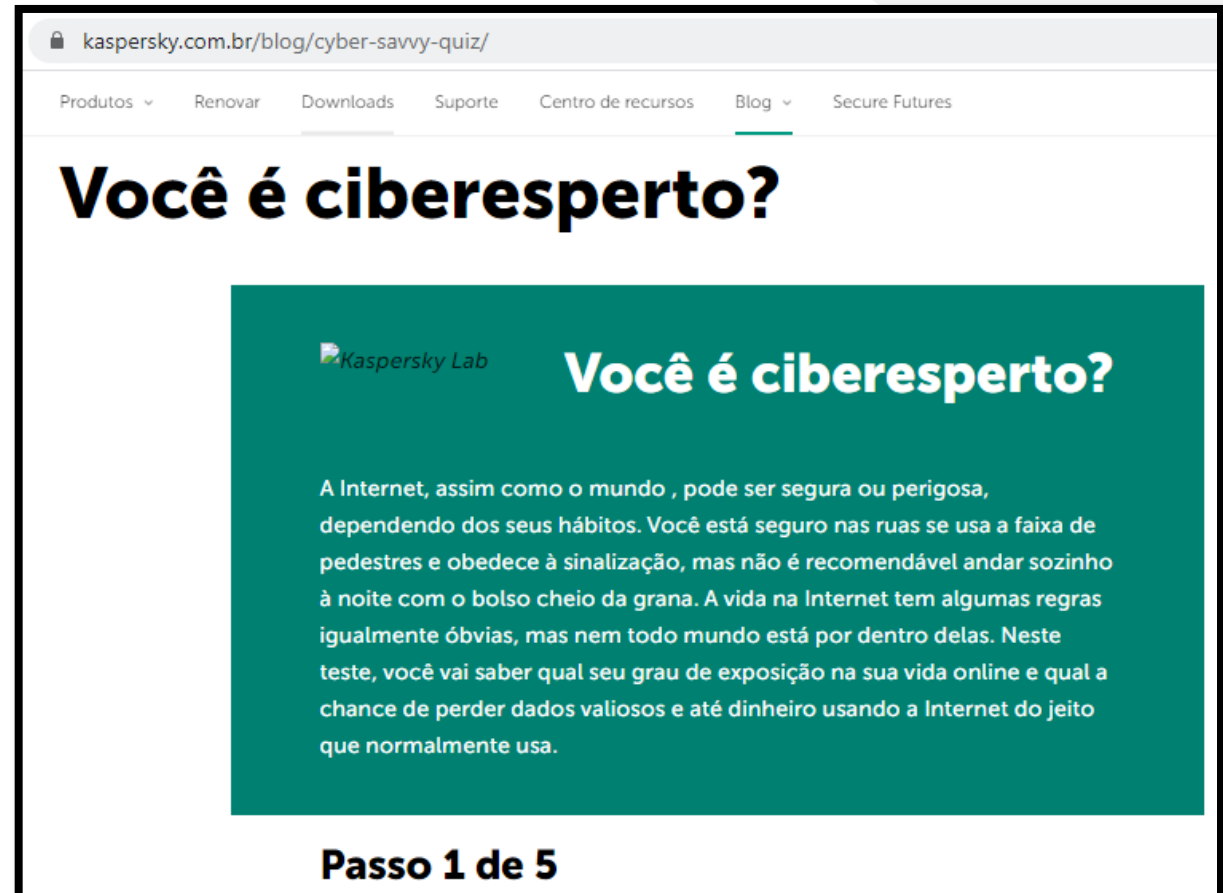 kaspersky.com.br/blog/cyber-savvy-quiz/
Produtos Renovar Downloads Suporte Centro de recursos Blog Secure Futures
Você é ciberesperto?
Kaspersky Lab
Você é ciberesperto?
A Internet, assim como o mundo , pode ser segura ou perigosa,
dependendo dos seus hábitos. Você está seguro nas ruas se usa a faixa de
pedestres e obedece à sinalização, mas não é recomendável andar sozinho
à noite com o bolso cheio da grana. A vida na Internet tem algumas regras
igualmente óbvias, mas nem todo mundo está por dentro delas. Neste
teste, você vai saber qual seu grau de exposição na sua vida online e qual a
chance de perder dados valiosos e até dinheiro usando a Internet do jeito
que normalmente usa.
Passo 1 de 5